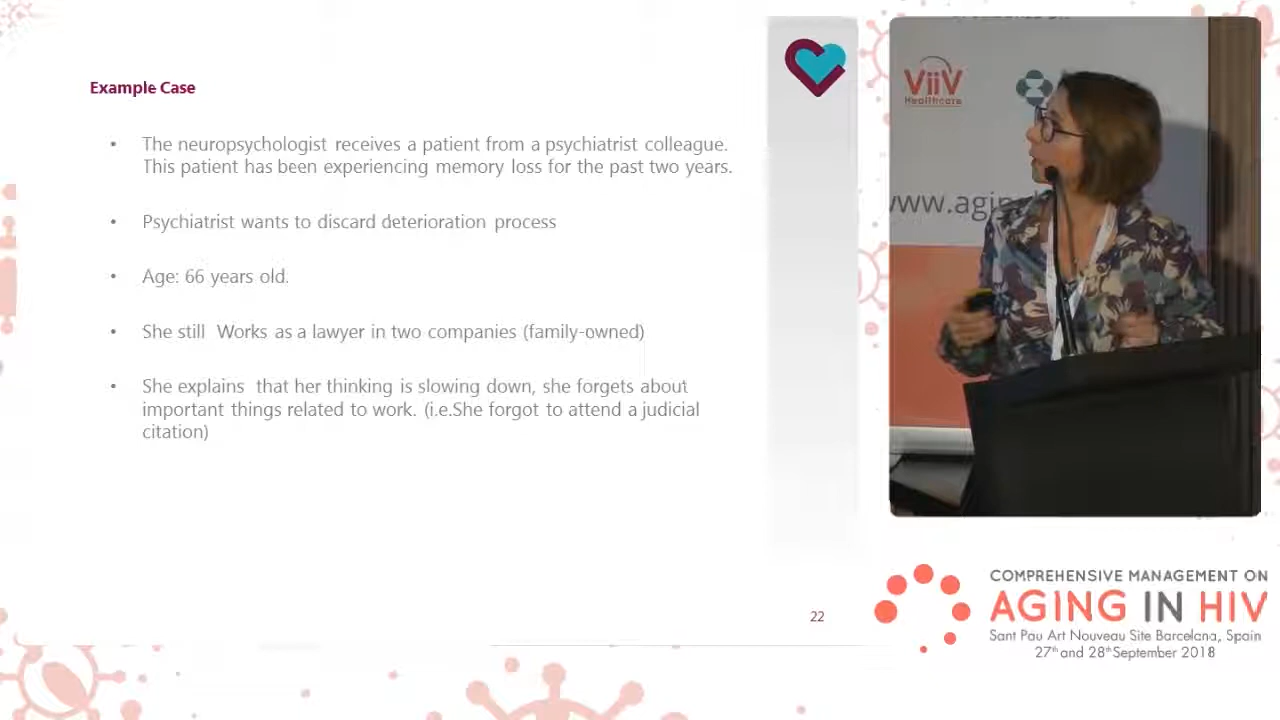 Example Case
• The neuropsychologist receives a patient from a psychiatrist colleague.
This patient has been experiencing memory loss for the past two years.
• Psychiatrist wants to discard deterioration process
• Age: 66 years old.
• She still Works as a lawyer in two companies (family-owned)
• She explains that her thinking is slowing down, she forgets about
important things related to work. (i.e.She forgot to attend a judicial
citation)
22
ViiV
Healthcare
www.agin
COMPREHENSIVE MANAGEMENT ON
AGING IN HIV
Sant Pau Art Nouveau Site Barcelona, Spain
27th and 28th September 2018